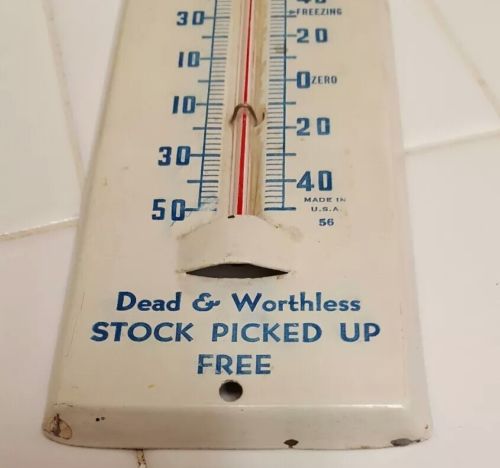 40
30 FREEZING
20
10
0 ZERO
10
20
30
40
MADE IN
50 U.S.A.
56
Dead & Worthless
STOCK PICKED UP
FREE